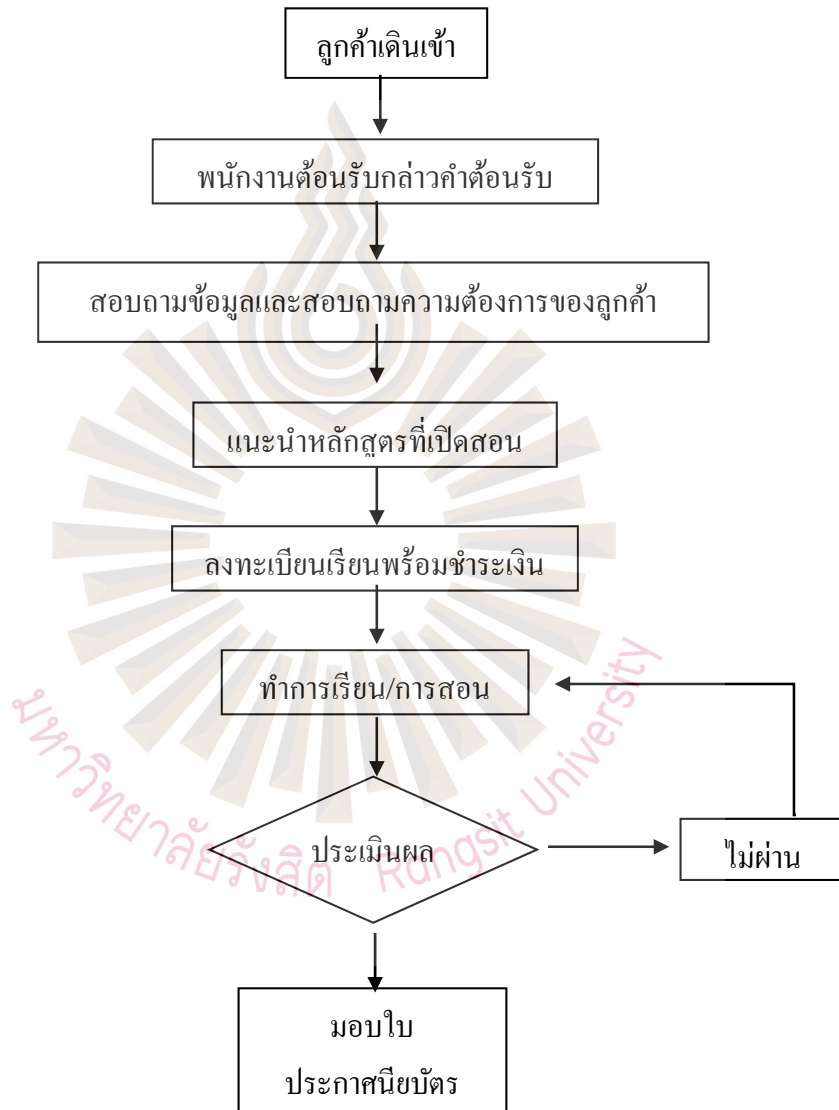 ลูกค้าเดินเข้า
พนักงานต้อนรับกล่าวคำต้อนรับ
สอบถามข้อมูลและสอบถามความต้องการของลูกค้า
แนะนำหลักสูตรที่เปิดสอน
ลงทะเบียนเรียนพร้อมชำระเงิน
ทำการเรียน/การสอน
ประเมินผล
ไม่ผ่าน
มอบใบ
ประกาศนียบัตร
มหาวิทยาลัยรังสิต Rangsit University